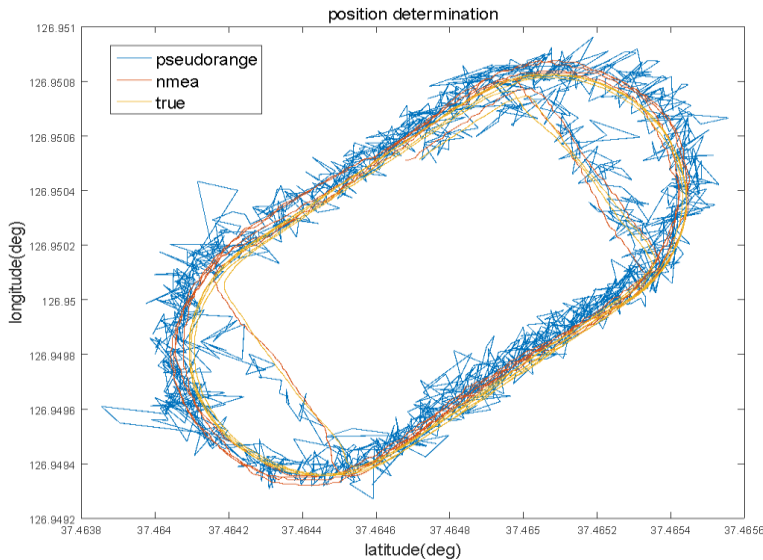 position determination
pseudorange
nmea
true
longitude(deg)
126.951
126.9508
126.9506
126.9504
126.9502
126.95
126.9498
126.9496
126.9494
126.9492
37.4638 37.464 37.4642 37.4644 37.4646 37.4648 37.465 37.4652 37.4654 37.4656
latitude(deg)